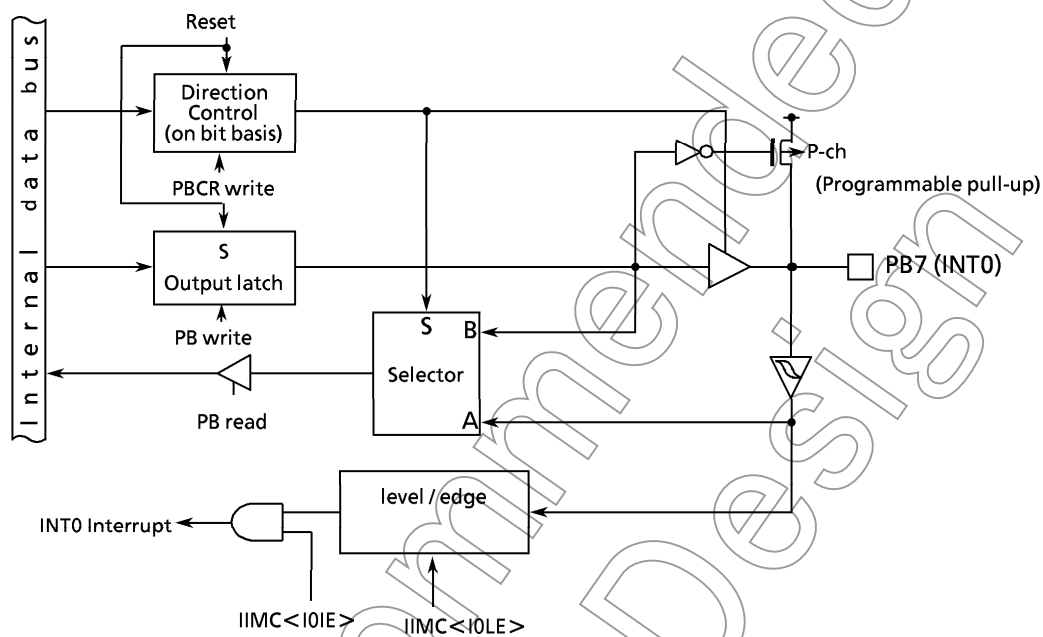 Reset
Internal data bus
Direction
Control
(on bit basis)
P-ch
(Programmable pull-up)
PBCR write
S
Output latch
PB7 (INT0)
PB write
S
B
Selector
A
PB read
level / edge
INT0 Interrupt
IIMC<I0IE>
IIMC<I0LE>
Design